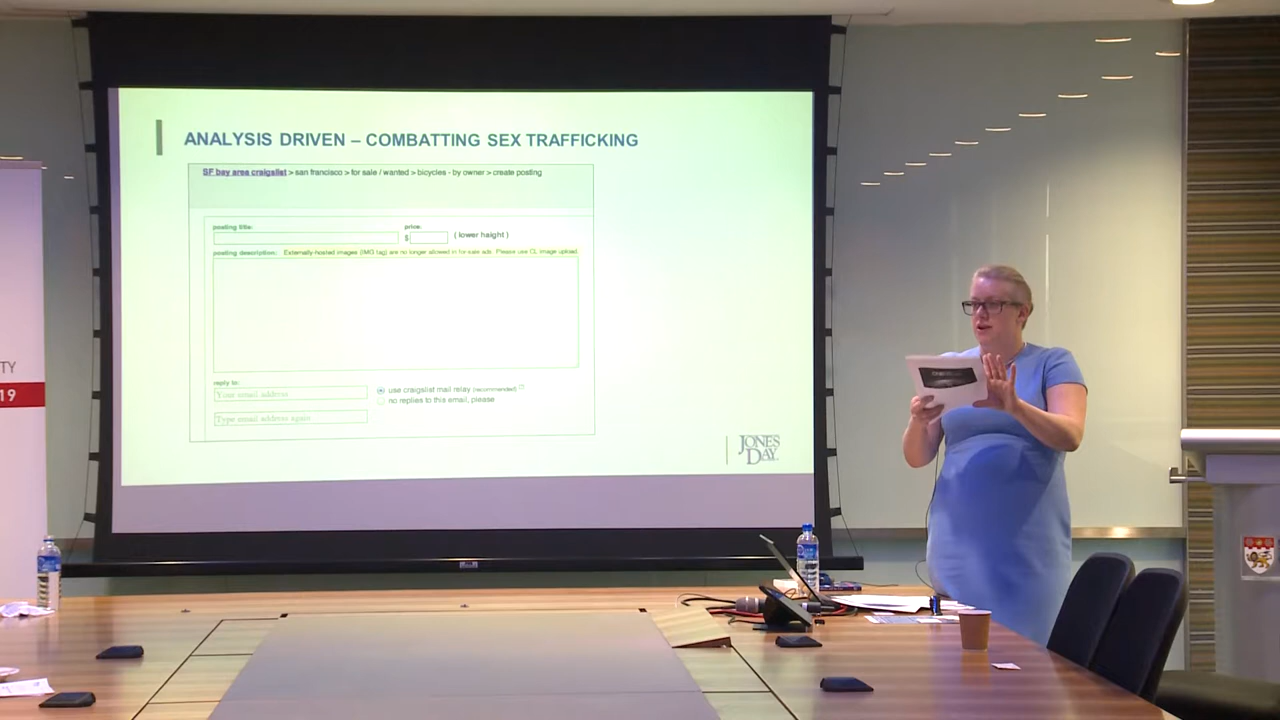 ANALYSIS DRIVEN – COMBATTING SEX TRAFFICKING
SF bay area craigslist > san francisco > for sale / wanted > bicycles - by owner > create posting
posting title:
price:
$
( lower haight )
posting description:
Externally hosted images (IMG tag) are no longer allowed in for sale ads. Please use CL image upload.
reply to:
Your email address
use craigslist mail relay (recommended)
no replies to this email, please
Type email address again
JONES
DAY
TY
19